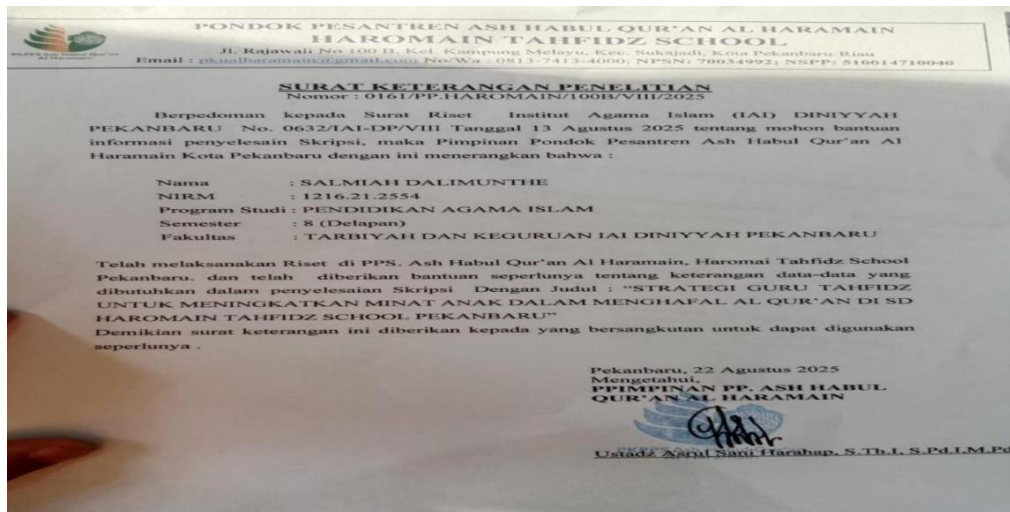 PONDOK PESANTREN ASH HABUL QUR'AN AL HARAMAIN
HAROMAIN TAHFIDZ SCHOOL
Jl. Rajawali No 100 B, Kel. Kampung Melayu, Kec. Sukajadi, Kota Pekanbaru-Riau
Email : pkualharamain@gmail.com No/Wa : 0813-7413-4000; NPSN; 70034992; NSPP; 510014710040
SURAT KETERANGAN PENELITIAN
Nomor : 0161/PP.HAROMAIN/100B/VIII/2025
Berpedoman kepada Surat Riset Institut Agama Islam (IAI) DINIYYAH
PEKANBARU No. 0632/IAI-DP/VIII Tanggal 13 Agustus 2025 tentang mohon bantuan
informasi penyelesain Skripsi, maka Pimpinan Pondok Pesantren Ash Habul Qur'an Al
Haramain Kota Pekanbaru dengan ini menerangkan bahwa :
Nama : SALMIAH DALIMUNTHE
NIRM : 1216.21.2554
Program Studi : PENDIDIKAN AGAMA ISLAM
Semester : 8 (Delapan)
Fakultas : TARBIYAH DAN KEGURUAN IAI DINIYYAH PEKANBARU
Telah melaksanakan Riset di PPS. Ash Habul Qur'an Al Haramain, Haromai Tahfidz School
Pekanbaru. dan telah diberikan bantuan seperlunya tentang keterangan data-data yang
dibutuhkan dalam penyelesaian Skripsi Dengan Judul : "STRATEGI GURU TAHFIDZ
UNTUK MENINGKATKAN MINAT ANAK DALAM MENGHAFAL AL QUR'AN DI SD
HAROMAIN TAHFIDZ SCHOOL PEKANBARU"
Demikian surat keterangan ini diberikan kepada yang bersangkutan untuk dapat digunakan
seperlunya .
Pekanbaru, 22 Agustus 2025
Mengetahui,
PPIMPINAN PP. ASH HABUL
QUR'AN AL HARAMAIN
Ustadz Asrul Sani Harahap, S.Th.I, S.Pd.I.M.Pd